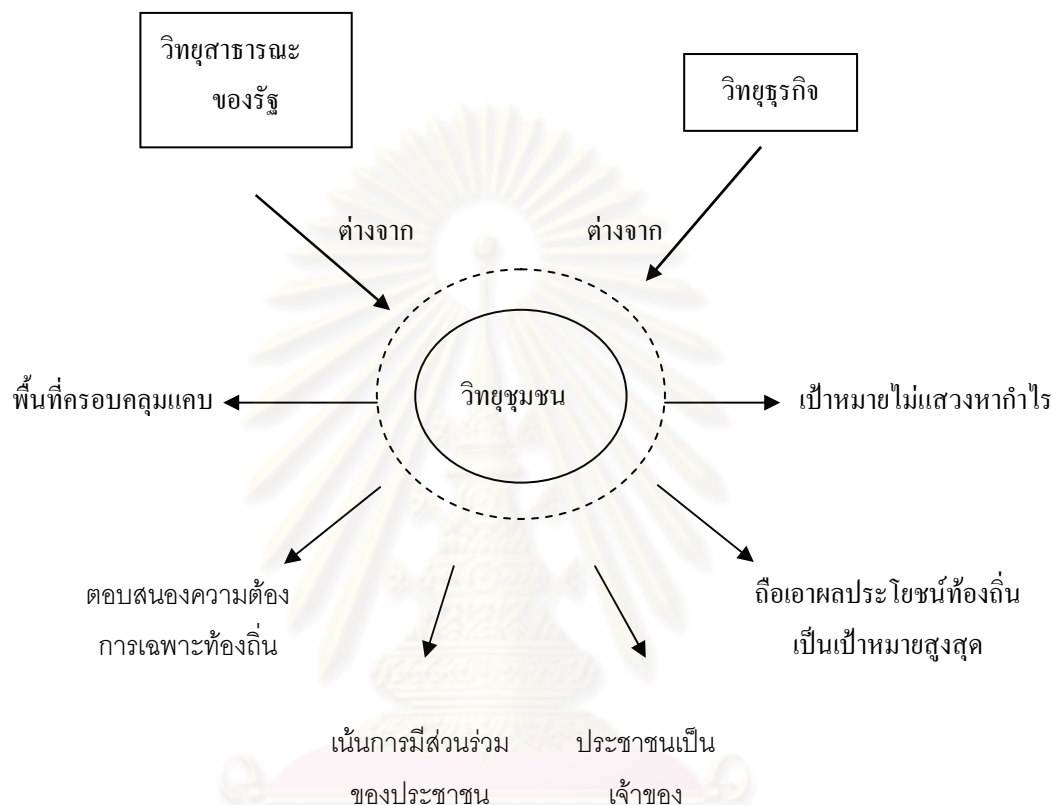 วิทยุสาธารณะ
ของรัฐ
วิทยุธุรกิจ
ต่างจาก
ต่างจาก
พื้นที่ครอบคลุมแคบ
วิทยุชุมชน
เป้าหมายไม่แสวงหากำไร
ตอบสนองความต้อง
การเฉพาะท้องถิ่น
ถือเอาผลประโยชน์ท้องถิ่น
เป็นเป้าหมายสูงสุด
เน้นการมีส่วนร่วม
ของประชาชน
ประชาชนเป็น
เจ้าของ